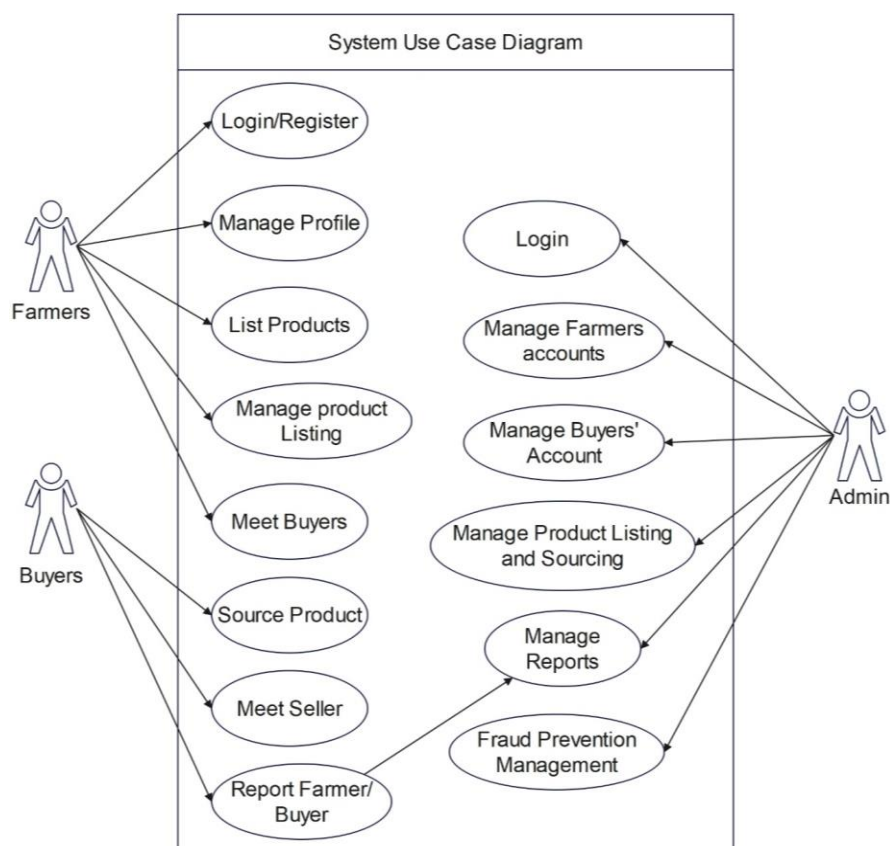 System Use Case Diagram
Login/Register
Manage Profile
Farmers
List Products
Manage product
Listing
Buyers
Meet Buyers
Source Product
Meet Seller
Report Farmer/
Buyer
Login
Manage Farmers
accounts
Manage Buyers'
Account
Admin
Manage Product Listing
and Sourcing
Manage
Reports
Fraud Prevention
Management